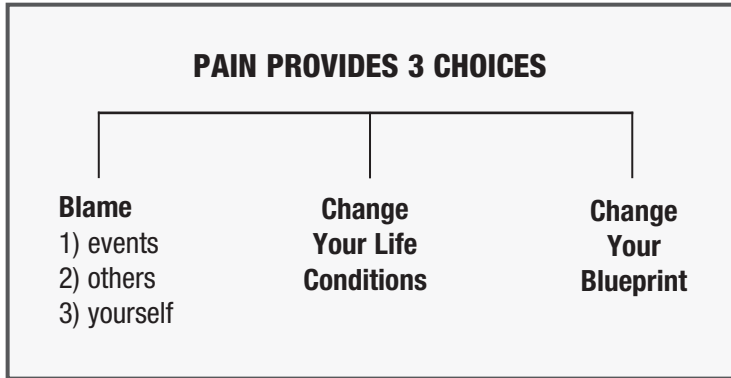 PAIN PROVIDES 3 CHOICES
Blame
1) events
2) others
3) yourself
Change
Your Life
Conditions
Change
Your
Blueprint